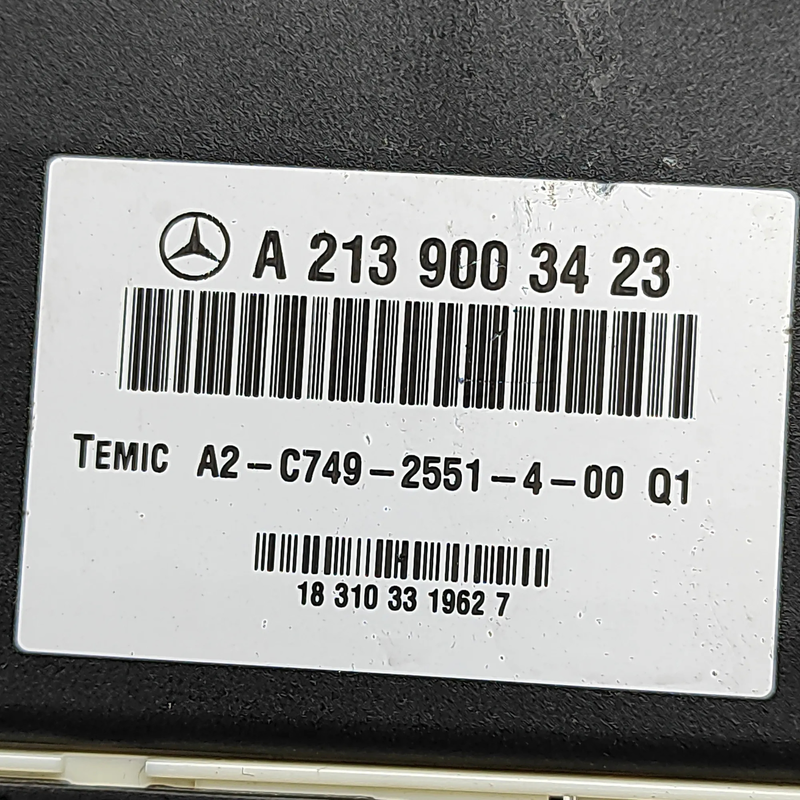 A 213 900 34 23
TEMIC A2-C749-2551-4-00 Q1
18 310 33 1962 7